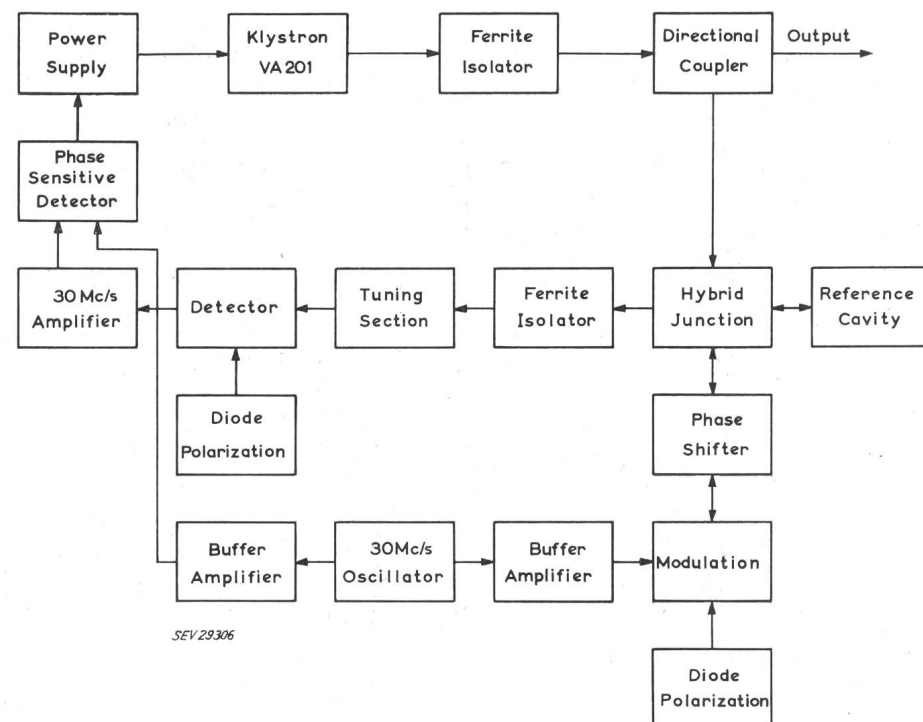 Power
Supply
Klystron
VA 201
Ferrite
Isolator
Directional
Coupler
Output
Phase
Sensitive
Detector
30 Mc/s
Amplifier
Detector
Tuning
Section
Ferrite
Isolator
Hybrid
Junction
Reference
Cavity
Diode
Polarization
Phase
Shifter
Buffer
Amplifier
30Mc/s
Oscillator
Buffer
Amplifier
Modulation
SEV 29306
Diode
Polarization